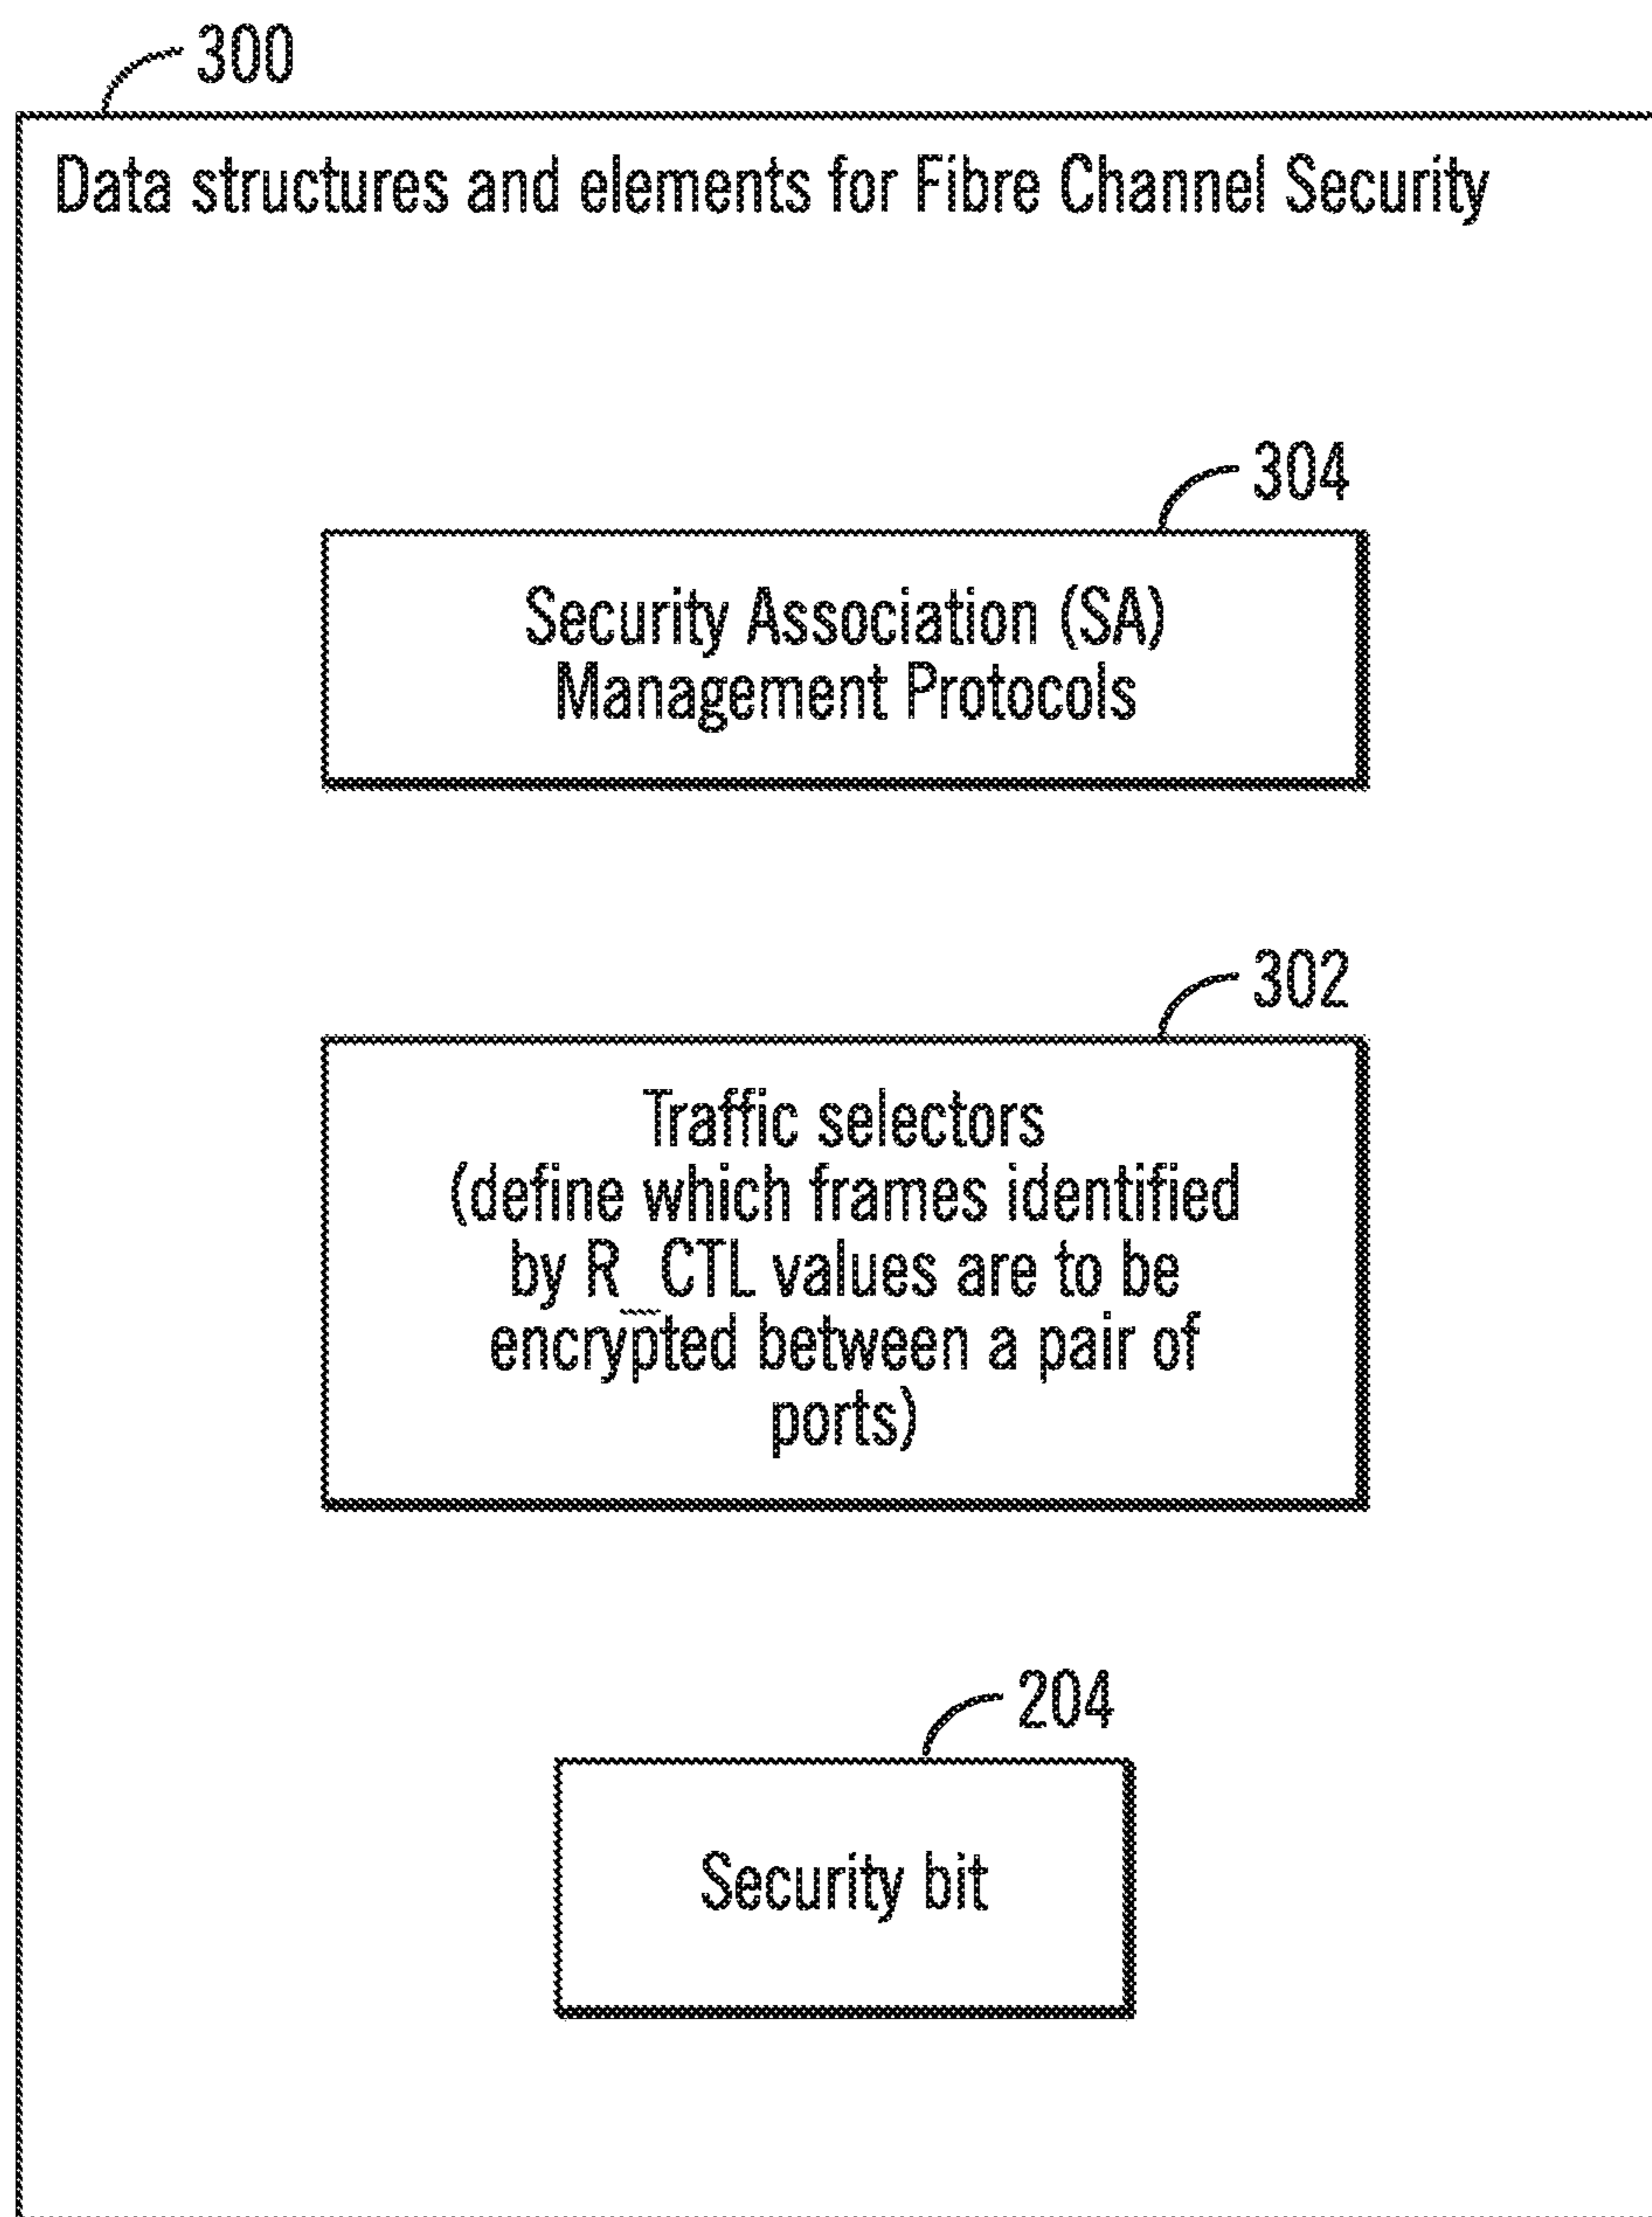 300
Data structures and elements for Fibre Channel Security
304
Security Association (SA)
Management Protocols
302
Traffic selectors
(define which frames identified
by R_CTL values are to be
encrypted between a pair of
ports)
204
Security bit